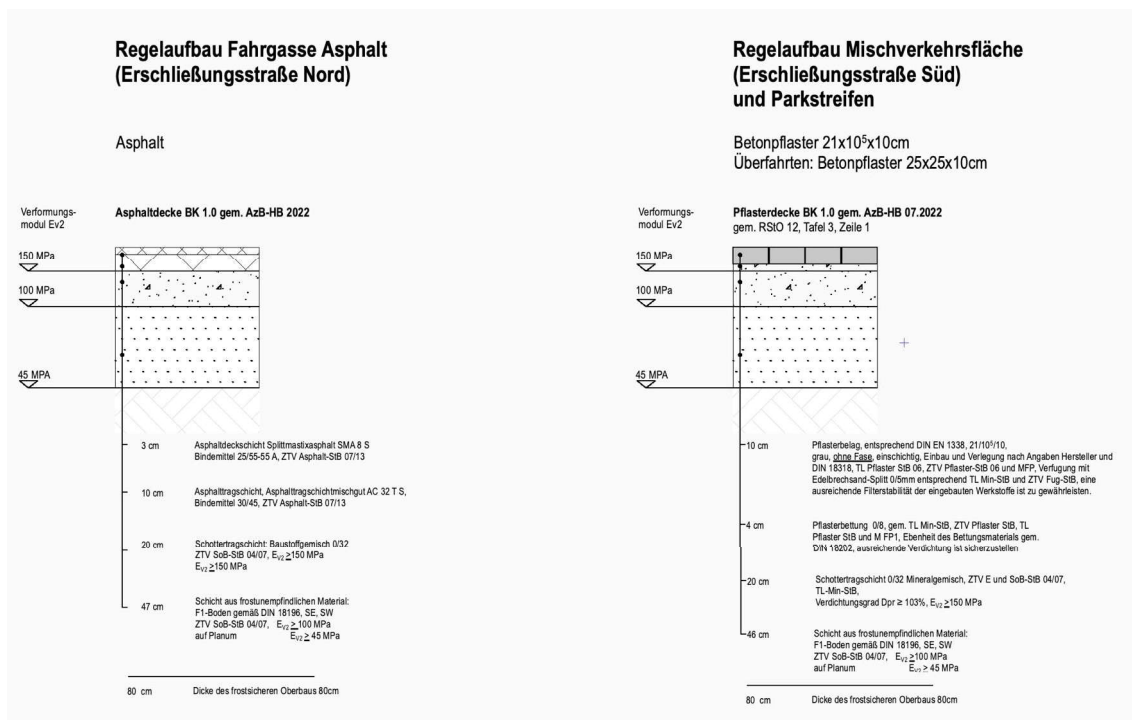 Regelaufbau Fahrgasse Asphalt
(Erschließungsstraße Nord)
Asphalt
Verformungs-
modul Ev2
Asphaltdecke BK 1.0 gem. AzB-HB 2022
150 MPa
100 MPa
45 MPA
3 cm
Asphaltdeckschicht Splittmastixasphalt SMA 8 S
Bindemittel 25/55-55 A, ZTV Asphalt-StB 07/13
10 cm
Asphalttragschicht, Asphalttragschichtmischgut AC 32 T S,
Bindemittel 30/45, ZTV Asphalt-StB 07/13
20 cm
Schottertragschicht: Baustoffgemisch 0/32
ZTV SoB-StB 04/07, EV2 ≥150 MPa
EV2 ≥150 MPa
47 cm
Schicht aus frostunempfindlichen Material:
F1-Boden gemäß DIN 18196, SE, SW
ZTV SoB-StB 04/07, EV2 ≥100 MPa
auf Planum EV2 ≥ 45 MPa
80 cm
Dicke des frostsicheren Oberbaus 80cm
Regelaufbau Mischverkehrsfläche
(Erschließungsstraße Süd)
und Parkstreifen
Betonpflaster 21x10⁵x10cm
Überfahrten: Betonpflaster 25x25x10cm
Verformungs-
modul Ev2
Pflasterdecke BK 1.0 gem. AzB-HB 07.2022
gem. RStO 12, Tafel 3, Zeile 1
150 MPa
100 MPa
45 MPA
10 cm
Pflasterbelag, entsprechend DIN EN 1338, 21/10⁵/10,
grau, ohne Fase, einschichtig, Einbau und Verlegung nach Angaben Hersteller und
DIN 18318, TL Pflaster StB 06, ZTV Pflaster-StB 06 und MFP, Verfugung mit
Edelbrechsand-Splitt 0/5mm entsprechend TL Min-StB und ZTV Fug-StB, eine
ausreichende Filterstabilität der eingebauten Werkstoffe ist zu gewährleisten.
4 cm
Pflasterbettung 0/8, gem. TL Min-StB, ZTV Pflaster StB, TL
Pflaster StB und M FP1, Ebenheit des Bettungsmaterials gem.
DIN 18202, ausreichende Verdichtung ist sicherzustellen
20 cm
Schottertragschicht 0/32 Mineralgemisch, ZTV E und SoB-StB 04/07,
TL-Min-StB,
Verdichtungsgrad Dpr ≥ 103%, EV2 ≥150 MPa
46 cm
Schicht aus frostunempfindlichen Material:
F1-Boden gemäß DIN 18196, SE, SW
ZTV SoB-StB 04/07, EV2 ≥100 MPa
auf Planum EV2 ≥ 45 MPa
80 cm
Dicke des frostsicheren Oberbaus 80cm